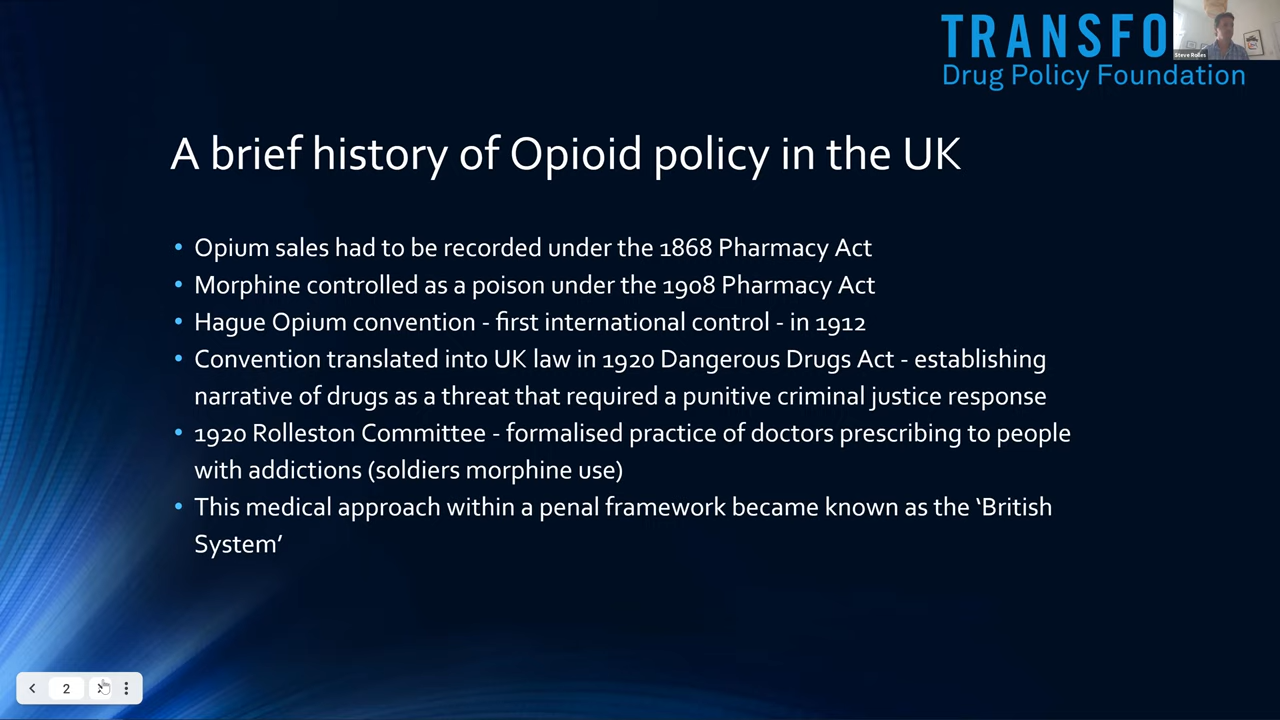 TRANSFO
Drug Policy Foundation
Steve Rolles
A brief history of Opioid policy in the UK
• Opium sales had to be recorded under the 1868 Pharmacy Act
• Morphine controlled as a poison under the 1908 Pharmacy Act
• Hague Opium convention - first international control - in 1912
• Convention translated into UK law in 1920 Dangerous Drugs Act - establishing
narrative of drugs as a threat that required a punitive criminal justice response
• 1920 Rolleston Committee - formalised practice of doctors prescribing to people
with addictions (soldiers morphine use)
• This medical approach within a penal framework became known as the ‘British
System’
2